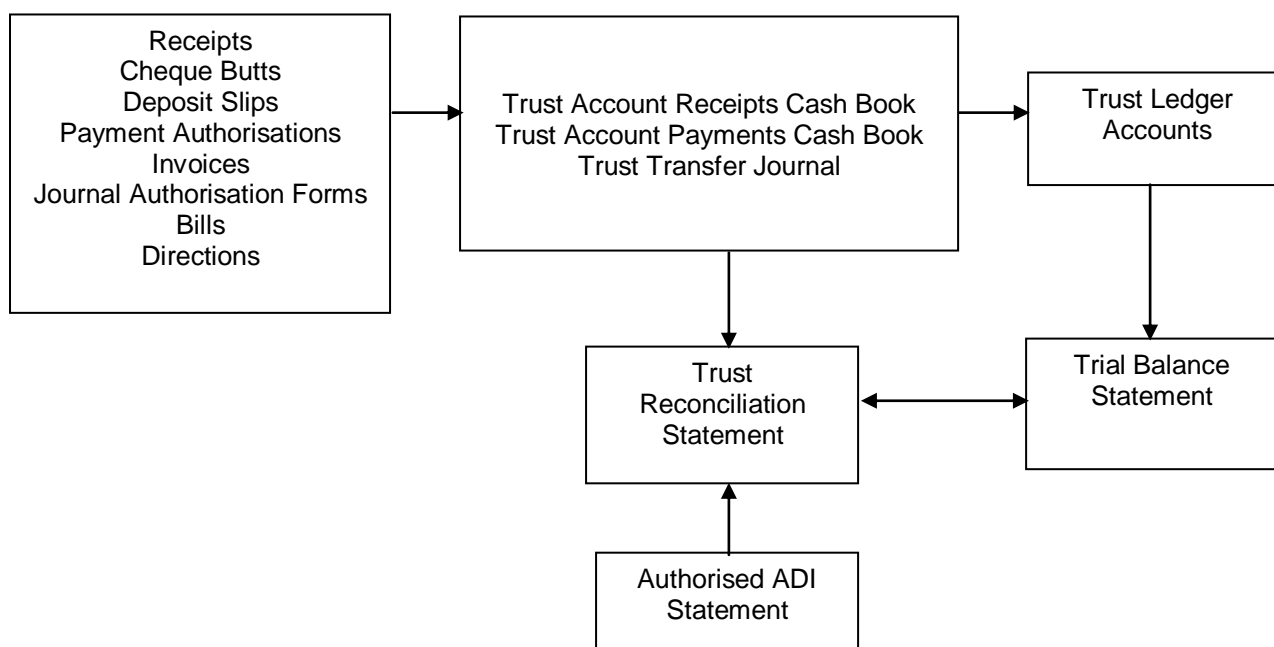 Receipts
Cheque Butts
Deposit Slips
Payment Authorisations
Invoices
Journal Authorisation Forms
Bills
Directions
Trust Account Receipts Cash Book
Trust Account Payments Cash Book
Trust Transfer Journal
Trust Ledger
Accounts
Trust
Reconciliation
Statement
Trial Balance
Statement
Authorised ADI
Statement